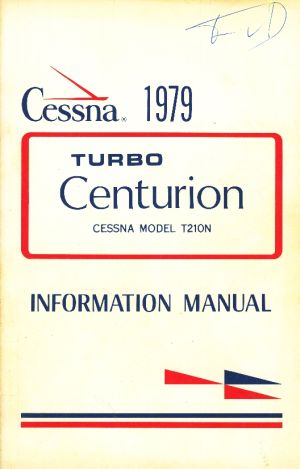 Cessna® 1979
TURBO
Centurion
CESSNA MODEL T210N
INFORMATION MANUAL